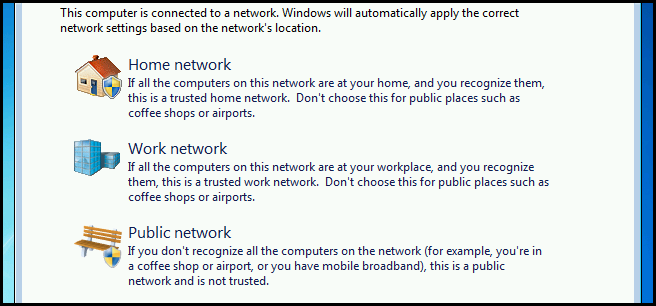 This computer is connected to a network. Windows will automatically apply the correct
network settings based on the network's location.
Home network
If all the computers on this network are at your home, and you recognize them,
this is a trusted home network.  Don't choose this for public places such as
coffee shops or airports.
Work network
If all the computers on this network are at your workplace, and you recognize
them, this is a trusted work network.  Don't choose this for public places such as
coffee shops or airports.
Public network
If you don't recognize all the computers on the network (for example, you're in
a coffee shop or airport, or you have mobile broadband), this is a public
network and is not trusted.